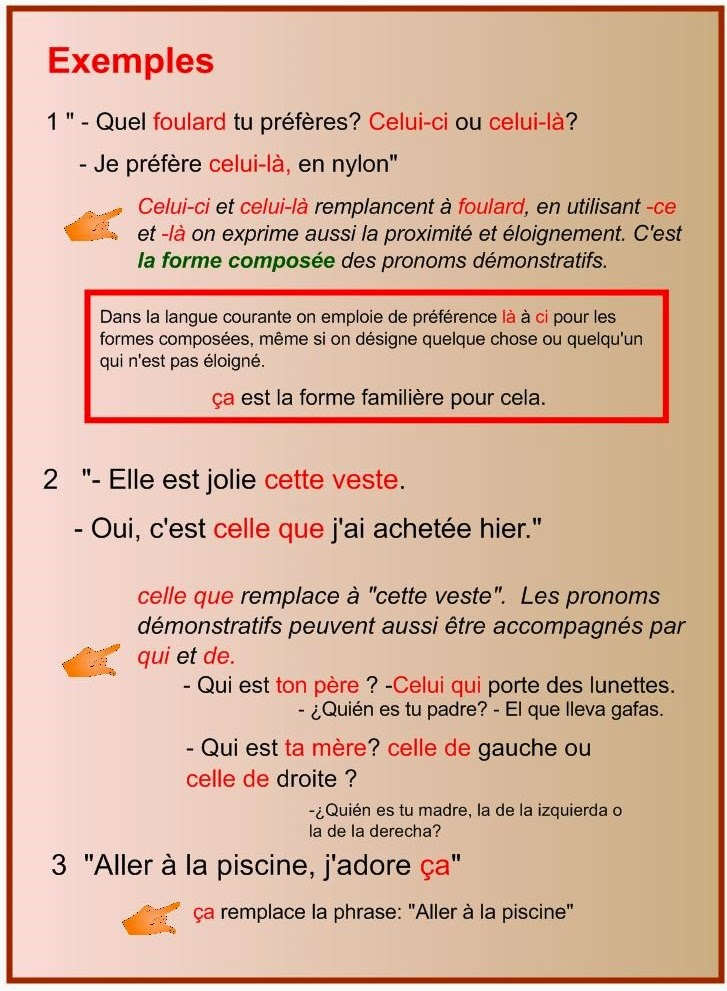 Exemples
1 " - Quel foulard tu préfères? Celui-ci ou celui-là?
- Je préfère celui-là, en nylon"
Celui-ci et celui-là remplancent à foulard, en utilisant -ce
et -là on exprime aussi la proximité et éloignement. C'est
la forme composée des pronoms démonstratifs.
Dans la langue courante on emploie de préférence là à ci pour les
formes composées, même si on désigne quelque chose ou quelqu'un
qui n'est pas éloigné.
ça est la forme familière pour cela.
2 "- Elle est jolie cette veste.
- Oui, c'est celle que j'ai achetée hier."
celle que remplace à "cette veste". Les pronoms
démonstratifs peuvent aussi être accompagnés par
qui et de.
- Qui est ton père ? -Celui qui porte des lunettes.
- ¿Quién es tu padre? - El que lleva gafas.
- Qui est ta mère? celle de gauche ou
celle de droite ?
-¿Quién es tu madre, la de la izquierda o
la de la derecha?
3 "Aller à la piscine, j'adore ça"
ça remplace la phrase: "Aller à la piscine"